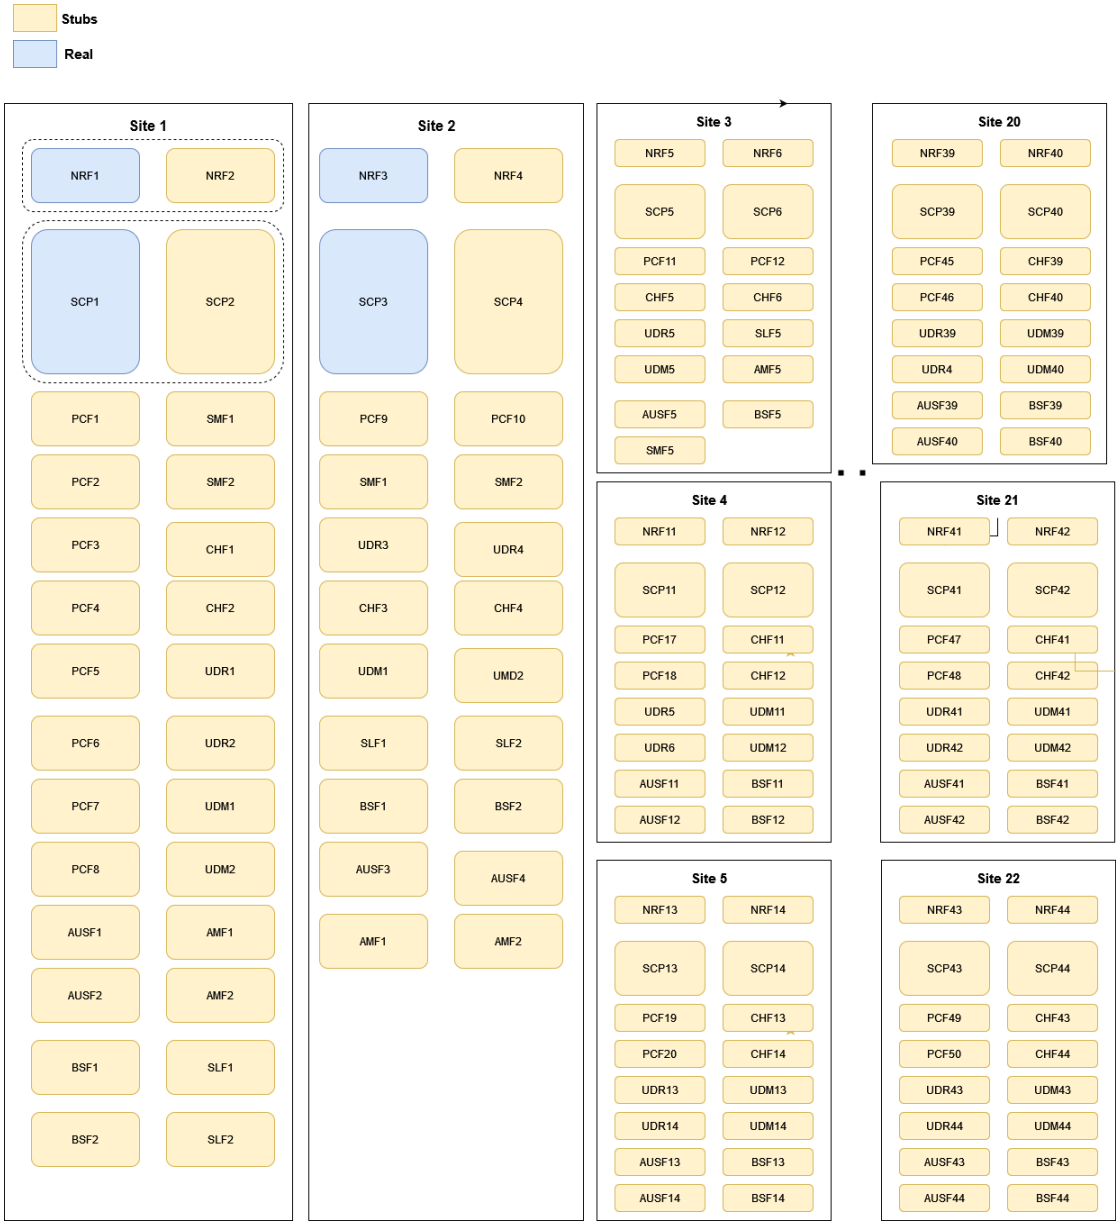 Stubs
Real
Site 1
NRF1 NRF2
SCP1 SCP2
PCF1 SMF1
PCF2 SMF2
PCF3 CHF1
PCF4 CHF2
PCF5 UDR1
PCF6 UDR2
PCF7 UDM1
PCF8 UDM2
AUSF1 AMF1
AUSF2 AMF2
BSF1 SLF1
BSF2 SLF2
Site 2
NRF3 NRF4
SCP3 SCP4
PCF9 PCF10
SMF1 SMF2
UDR3 UDR4
CHF3 CHF4
UDM1 UMD2
SLF1 SLF2
BSF1 BSF2
AUSF3 AUSF4
AMF1 AMF2
Site 3
NRF5 NRF6
SCP5 SCP6
PCF11 PCF12
CHF5 CHF6
UDR5 SLF5
UDM5 AMF5
AUSF5 BSF5
SMF5
Site 4
NRF11 NRF12
SCP11 SCP12
PCF17 CHF11
PCF18 CHF12
UDR5 UDM11
UDR6 UDM12
AUSF11 BSF11
AUSF12 BSF12
Site 5
NRF13 NRF14
SCP13 SCP14
PCF19 CHF13
PCF20 CHF14
UDR13 UDM13
UDR14 UDM14
AUSF13 BSF13
AUSF14 BSF14
. .
Site 20
NRF39 NRF40
SCP39 SCP40
PCF45 CHF39
PCF46 CHF40
UDR39 UDM39
UDR4 UDM40
AUSF39 BSF39
AUSF40 BSF40
Site 21
NRF41 NRF42
SCP41 SCP42
PCF47 CHF41
PCF48 CHF42
UDR41 UDM41
UDR42 UDM42
AUSF41 BSF41
AUSF42 BSF42
Site 22
NRF43 NRF44
SCP43 SCP44
PCF49 CHF43
PCF50 CHF44
UDR43 UDM43
UDR44 UDM44
AUSF43 BSF43
AUSF44 BSF44